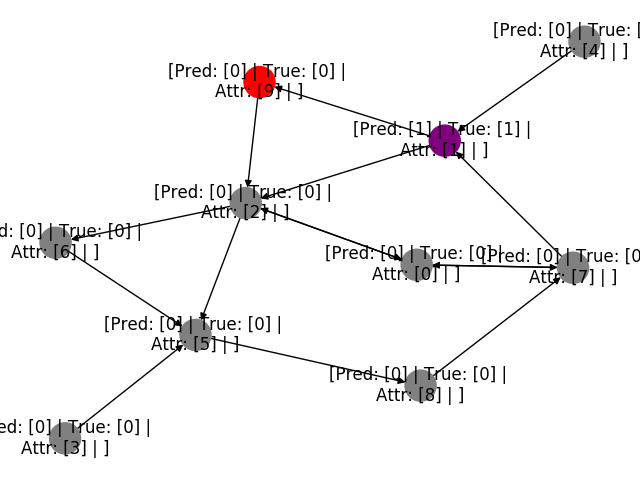 [Pred: [0] | True: [
Attr: [4] | ]
[Pred: [0] | True: [0] |
Attr: [9] | ]
[Pred: [1] | True: [1] |
Attr: [1] | ]
[Pred: [0] | True: [0] |
Attr: [2] | ]
ed: [0] | True: [0] |
Attr: [6] | ]
[Pred: [0] | True: [0] |
Attr: [0] | ]
[Pred: [0] | True: [0
Attr: [7] | ]
[Pred: [0] | True: [0] |
Attr: [5] | ]
[Pred: [0] | True: [0] |
Attr: [8] | ]
ed: [0] | True: [0] |
Attr: [3] | ]